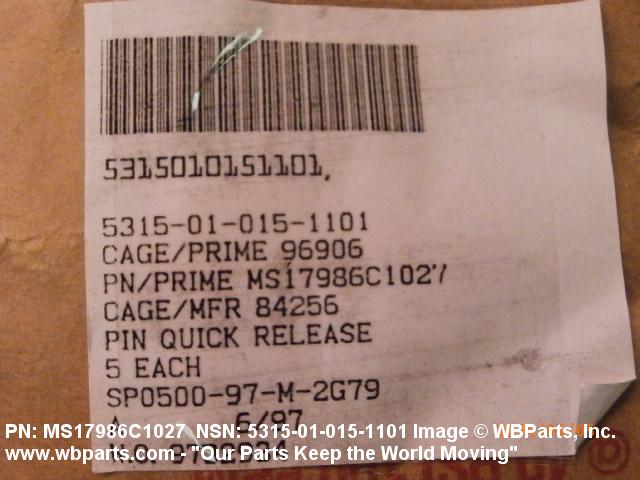 5315010151101,
5315-01-015-1101
CAGE/PRIME 96906
PN/PRIME MS17986C1027
CAGE/MFR 84256
PIN QUICK RELEASE
5 EACH
SP0500-97-M-2G79
A 6/97
PN: MS17986C1027 NSN: 5315-01-015-1101 Image © WBParts, Inc.
www.wbparts.com - "Our Parts Keep the World Moving"